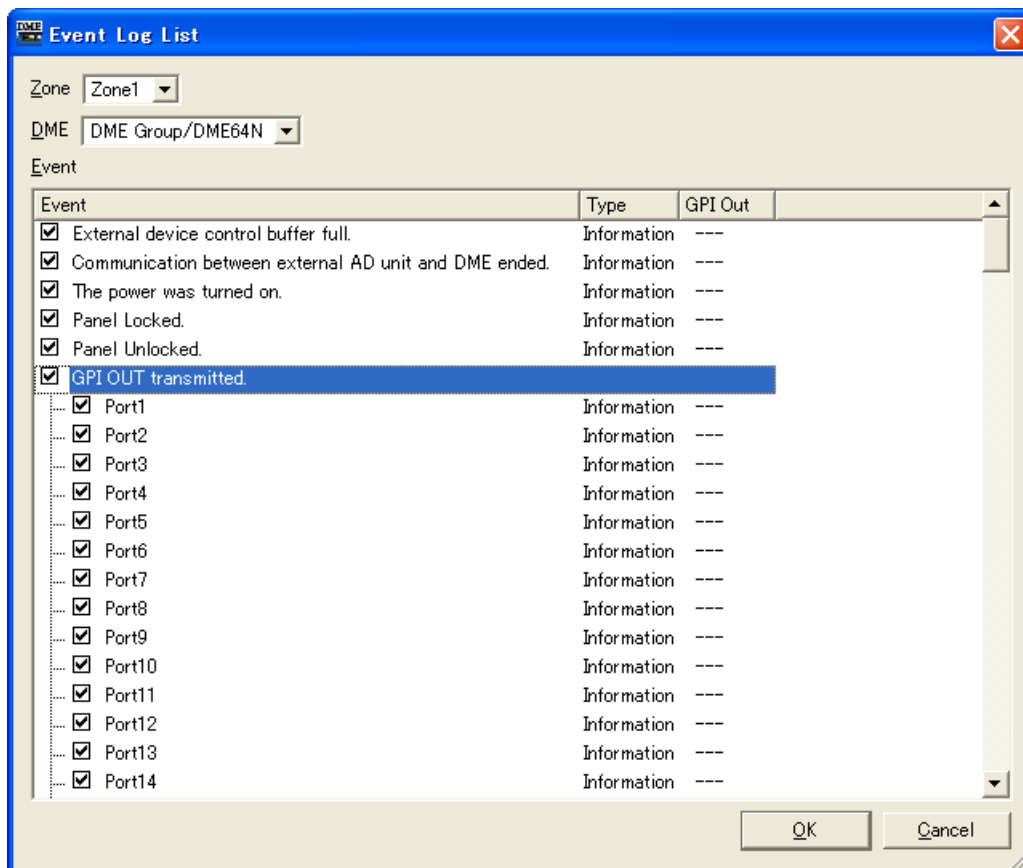 DME Event Log List
Zone Zone1
DME DME Group/DME64N
Event
Event Type GPI Out
External device control buffer full. Information ---
Communication between external AD unit and DME ended. Information ---
The power was turned on. Information ---
Panel Locked. Information ---
Panel Unlocked. Information ---
GPI OUT transmitted.
Port1 Information ---
Port2 Information ---
Port3 Information ---
Port4 Information ---
Port5 Information ---
Port6 Information ---
Port7 Information ---
Port8 Information ---
Port9 Information ---
Port10 Information ---
Port11 Information ---
Port12 Information ---
Port13 Information ---
Port14 Information ---
OK Cancel